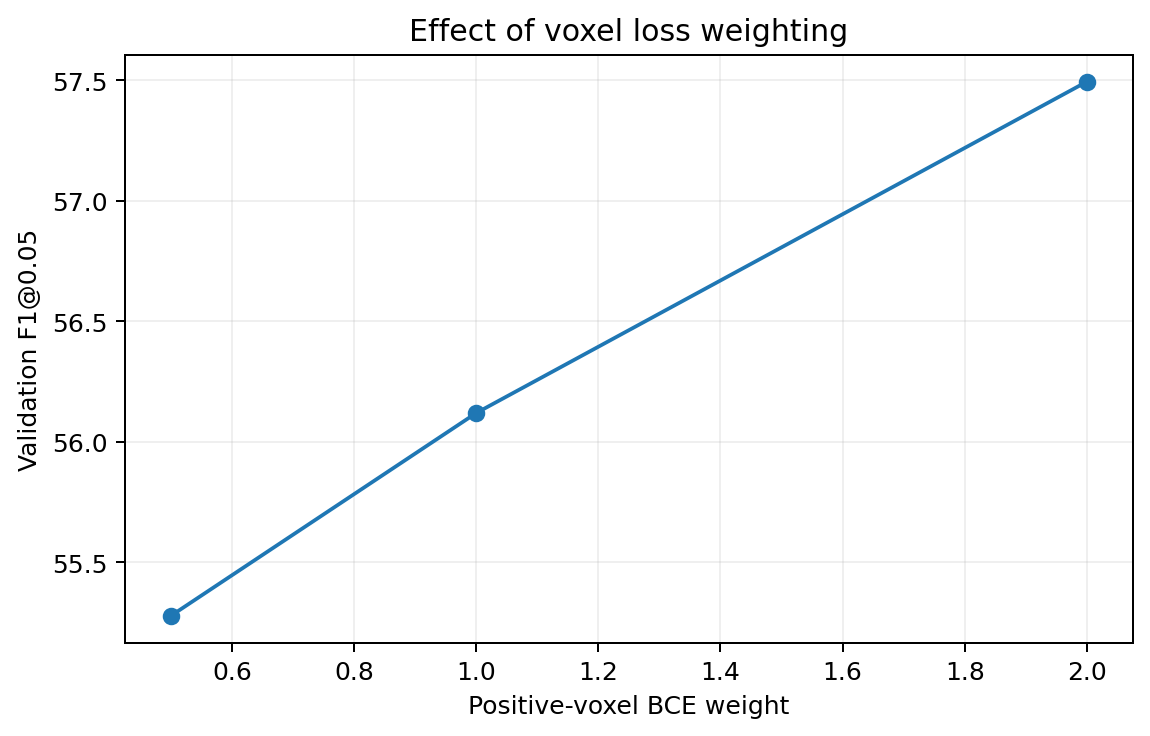 Effect of voxel loss weighting
57.5
57.0
56.5
56.0
55.5
Validation F1@0.05
0.6 0.8 1.0 1.2 1.4 1.6 1.8 2.0
Positive-voxel BCE weight